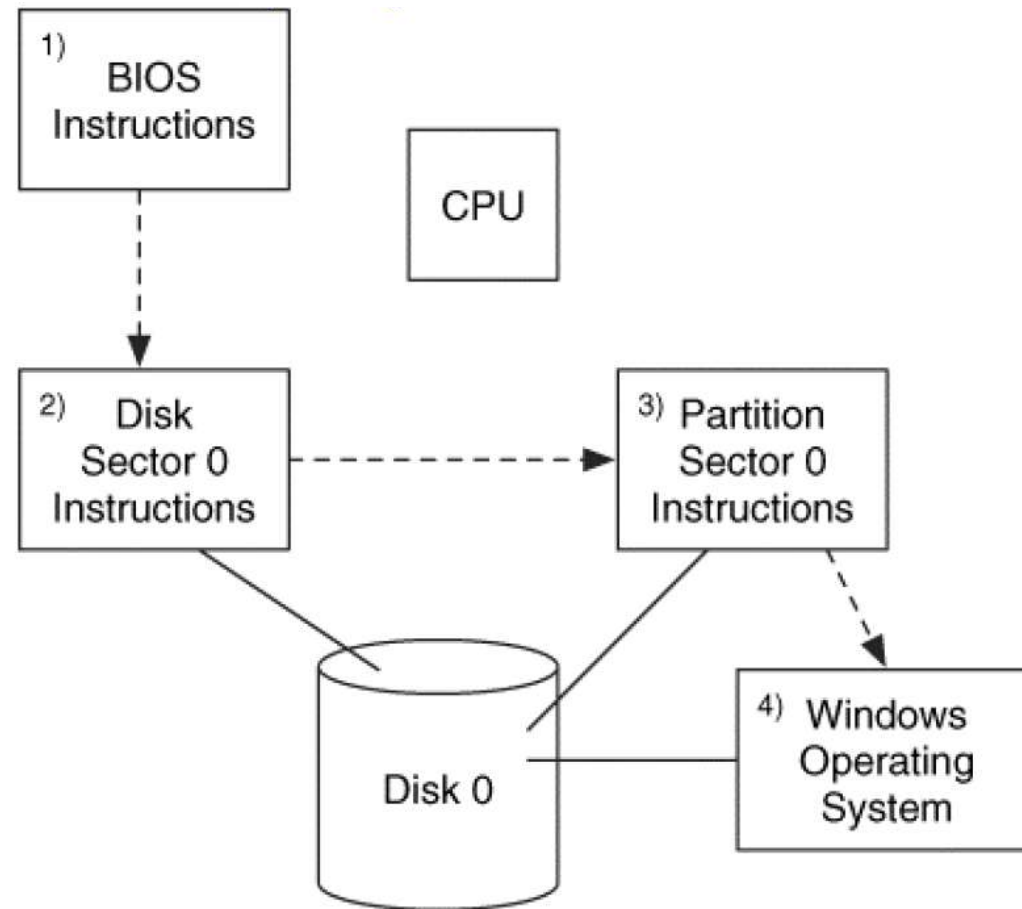 1)
BIOS
Instructions
CPU
2) Disk
Sector 0
Instructions
3) Partition
Sector 0
Instructions
4) Windows
Operating
System
Disk 0